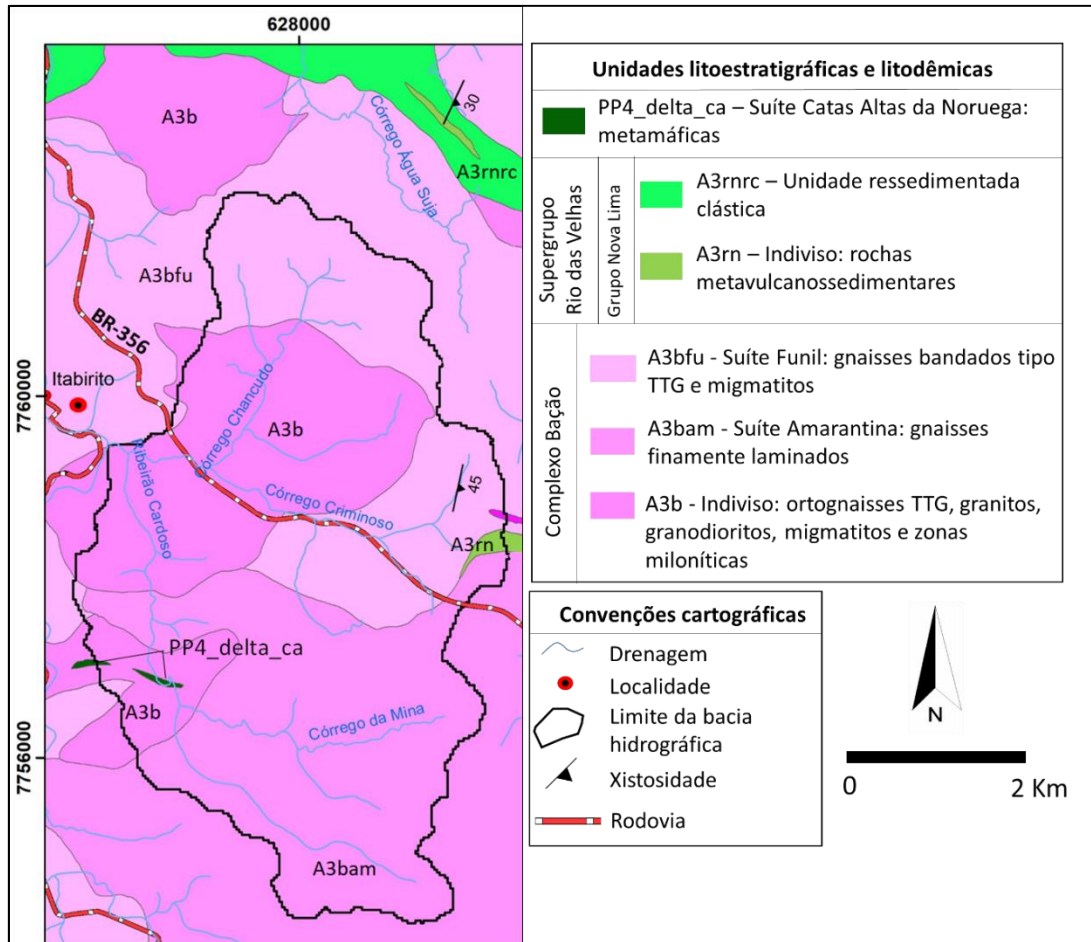 628000
7760000
7756000
A3b
Córrego Água Suja
30
A3rnrc
A3bfu
BR-356
Itabirito
Córrego Chancudo
A3b
Ribeirão Cardoso
Córrego Criminoso
45
A3rn
PP4_delta_ca
A3b
Córrego da Mina
A3bam
Unidades litoestratigráficas e litodêmicas
PP4_delta_ca – Suíte Catas Altas da Noruega:
metamáficas
Supergrupo
Rio das Velhas
Grupo Nova Lima
A3rnrc – Unidade ressedimentada
clástica
A3rn – Indiviso: rochas
metavulcanossedimentares
Complexo Bação
A3bfu - Suíte Funil: gnaisses bandados tipo
TTG e migmatitos
A3bam - Suíte Amarantina: gnaisses
finamente laminados
A3b - Indiviso: ortognaisses TTG, granitos,
granodioritos, migmatitos e zonas
miloníticas
Convenções cartográficas
Drenagem
Localidade
Limite da bacia
hidrográfica
Xistosidade
Rodovia
N
0 2 Km